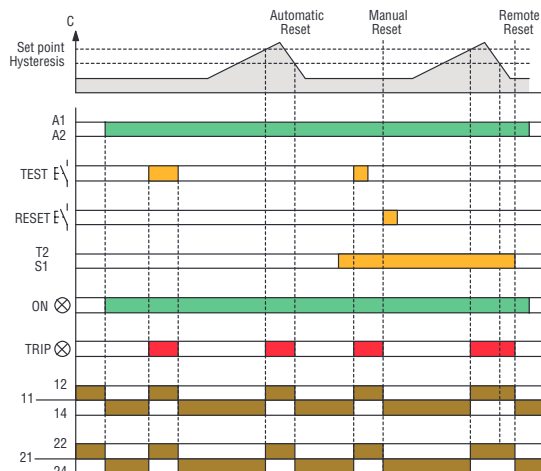 C
Automatic
Reset
Manual
Reset
Remote
Reset
Set point
Hysteresis
A1
A2
TEST
RESET
T2
S1
ON
TRIP
12
11
14
22
21
24